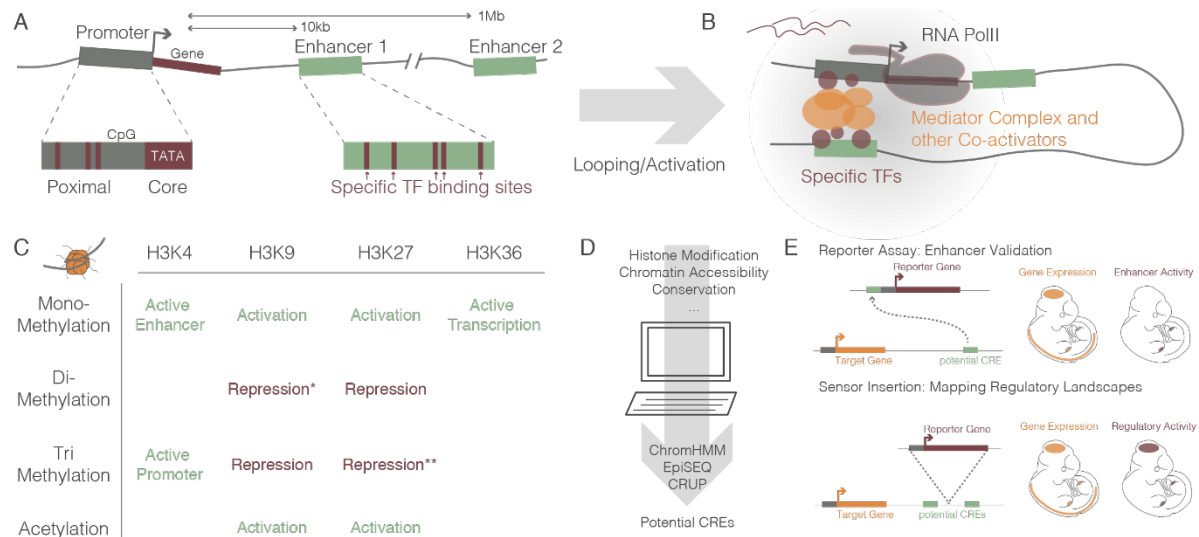 A
1Mb
10kb
Promoter
Gene
Enhancer 1
Enhancer 2
CpG
TATA
Poximal
Core
Specific TF binding sites
Looping/Activation
B
RNA PolII
Mediator Complex and
other Co-activators
Specific TFs
C
H3K4 H3K9 H3K27 H3K36
Mono-
Methylation
Active
Enhancer
Activation
Activation
Active
Transcription
Di-
Methylation
Repression*
Repression
Tri
Methylation
Active
Promoter
Repression
Repression**
Acetylation
Activation
Activation
D
Histone Modification
Chromatin Accessibility
Conservation
...
ChromHMM
EpiSEQ
CRUP
Potential CREs
E
Reporter Assay: Enhancer Validation
Reporter Gene
Gene Expression
Enhancer Activity
Target Gene
potential CRE
Sensor Insertion: Mapping Regulatory Landscapes
Reporter Gene
Gene Expression
Regulatory Activity
Target Gene
potential CREs